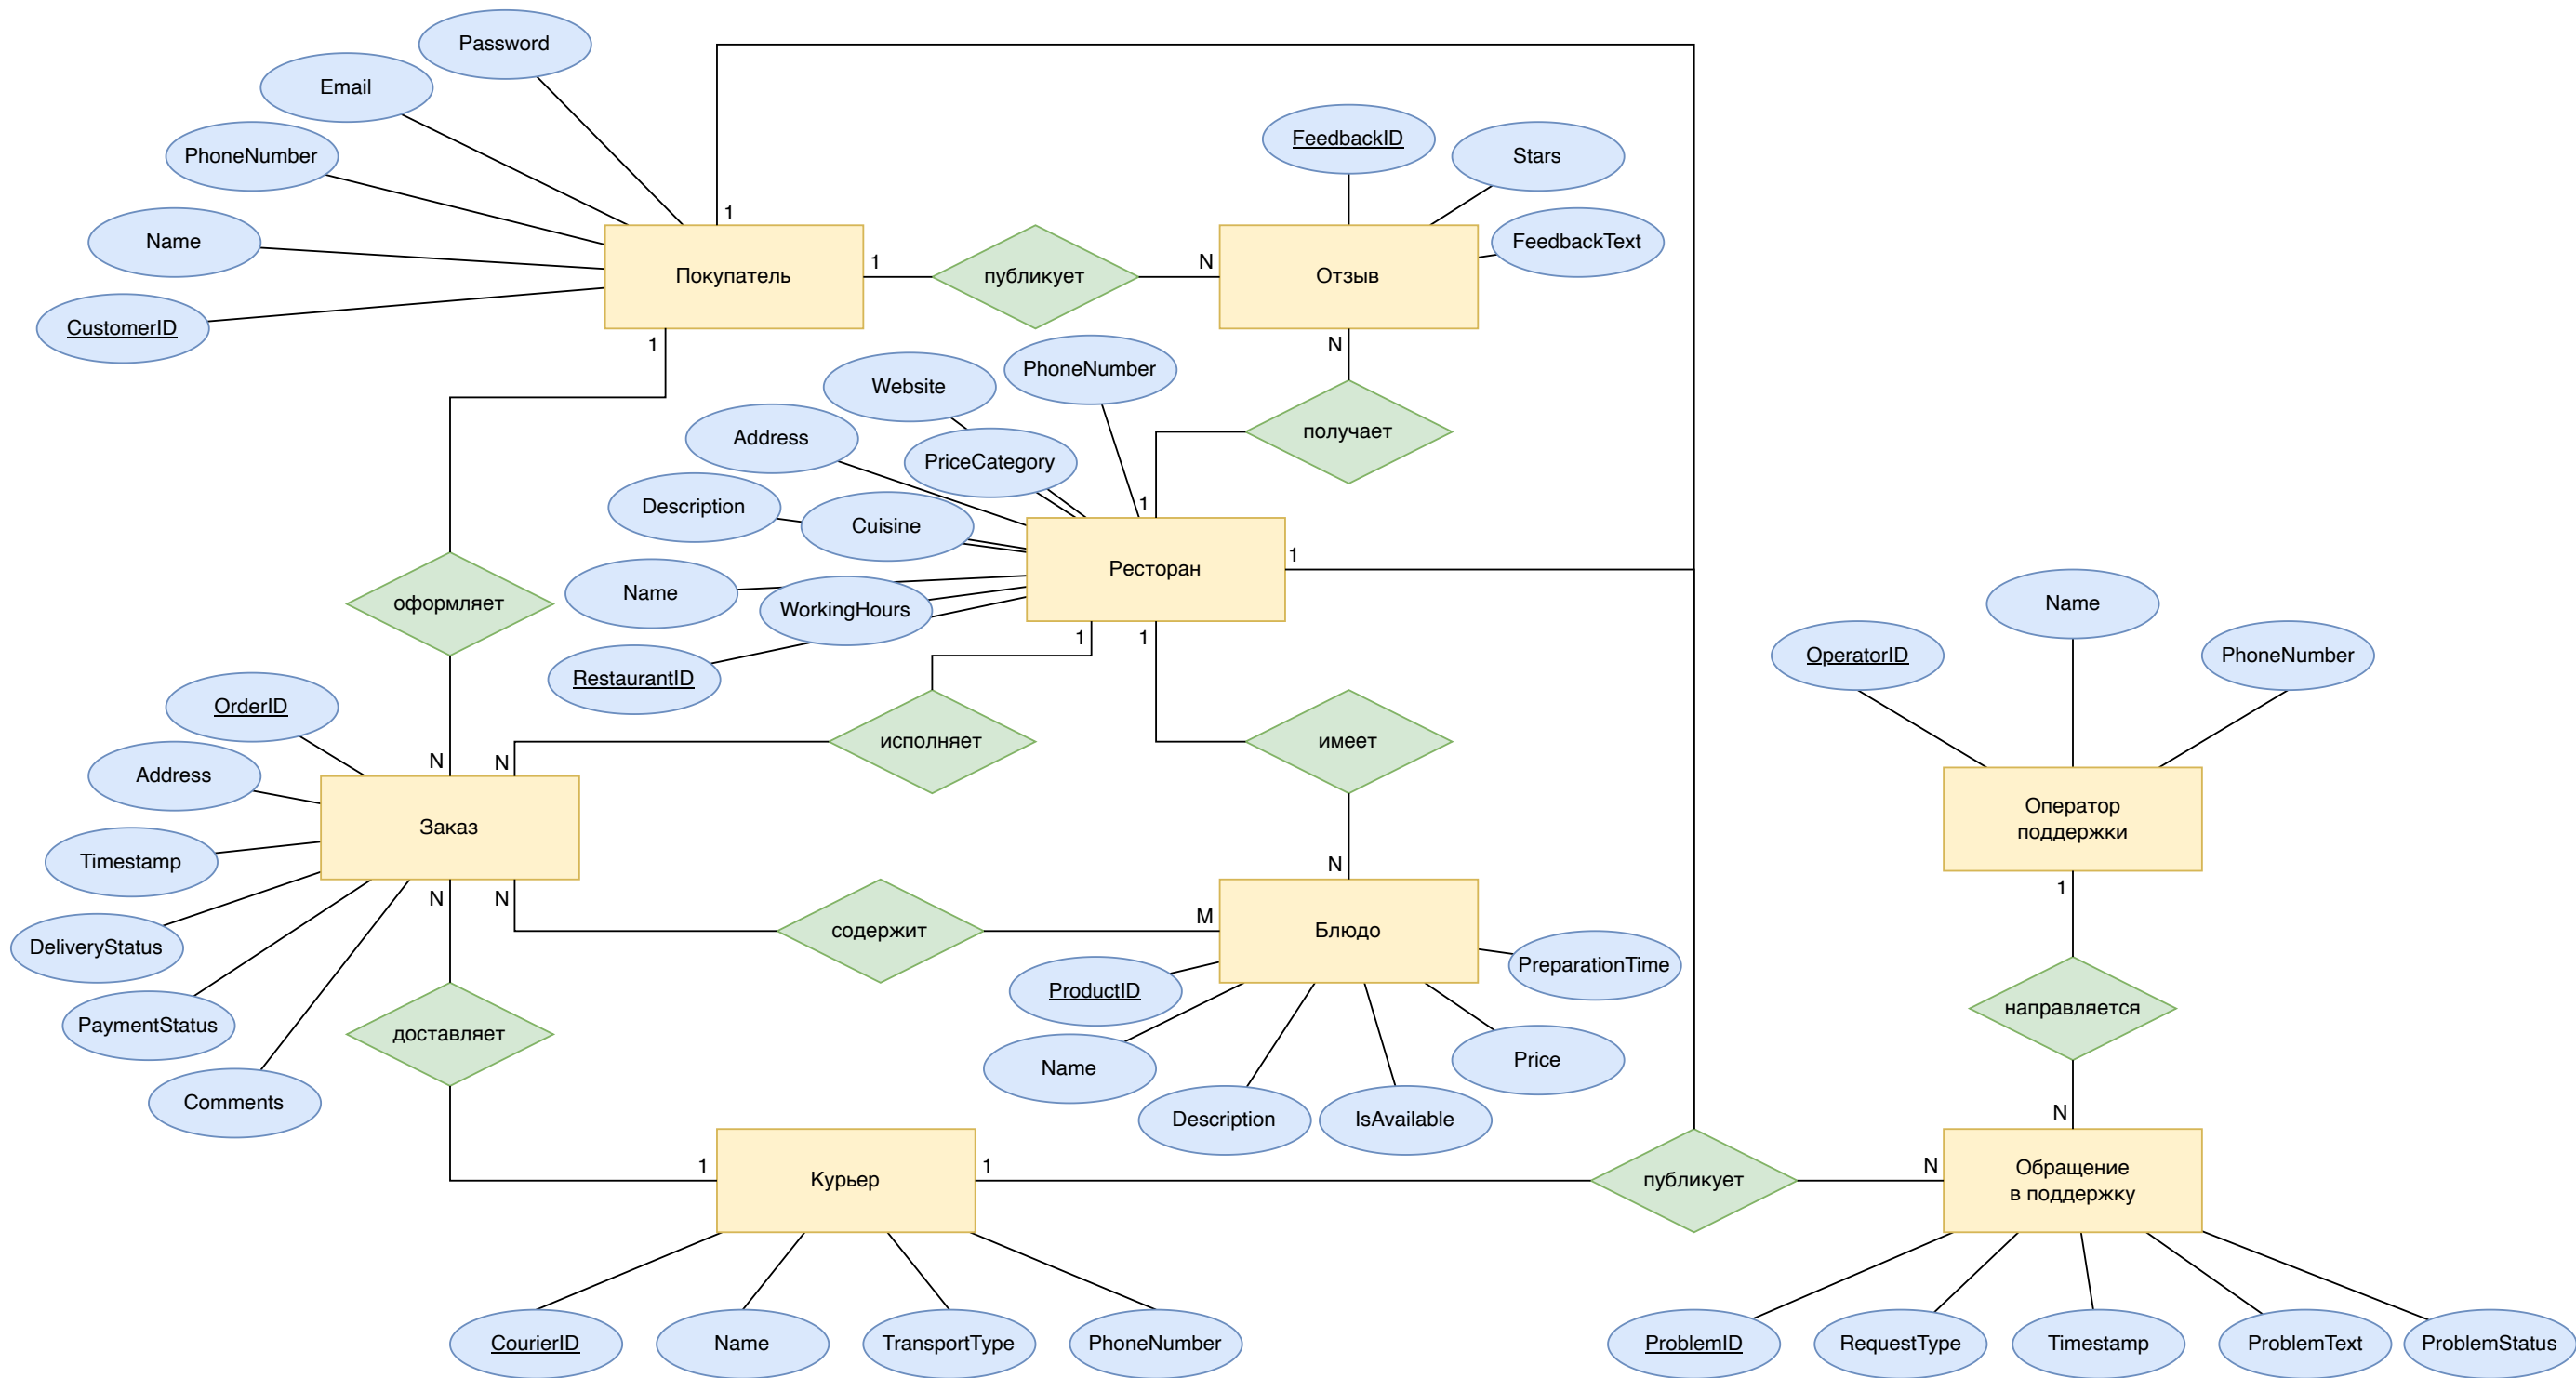 Password
Email
PhoneNumber
Name
CustomerID
1
Покупатель
1
публикует
N
Отзыв
FeedbackID
Stars
FeedbackText
1
N
получает
PhoneNumber
Website
Address
PriceCategory
Description
Cuisine
Name
WorkingHours
RestaurantID
1
Ресторан
1
1
1
оформляет
исполняет
имеет
OperatorID
Name
PhoneNumber
OrderID
Address
Timestamp
DeliveryStatus
PaymentStatus
Comments
N
N
Заказ
N
N
содержит
M
N
Блюдо
ProductID
Name
Description
IsAvailable
Price
PreparationTime
Оператор
поддержки
1
направляется
N
доставляет
1
Курьер
1
публикует
N
Обращение
в поддержку
CourierID
Name
TransportType
PhoneNumber
ProblemID
RequestType
Timestamp
ProblemText
ProblemStatus